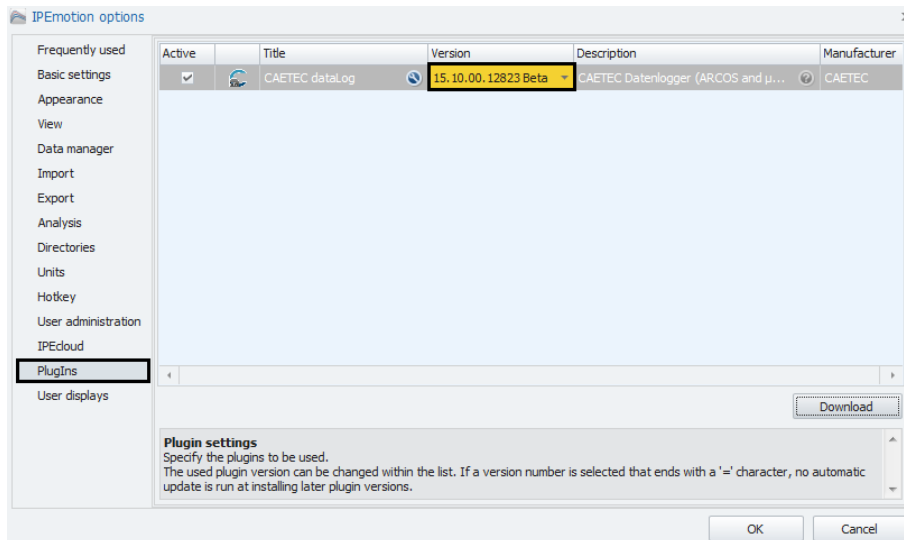 IPEmotion options
Frequently used
Basic settings
Appearance
View
Data manager
Import
Export
Analysis
Directories
Units
Hotkey
User administration
IPEcloud
PlugIns
User displays
Active Title Version Description Manufacturer
CAETEC dataLog 15.10.00.12823 Beta CAETEC Datenlogger (ARCOS and µ... CAETEC
Download
Plugin settings
Specify the plugins to be used.
The used plugin version can be changed within the list. If a version number is selected that ends with a '=' character, no automatic
update is run at installing later plugin versions.
OK Cancel